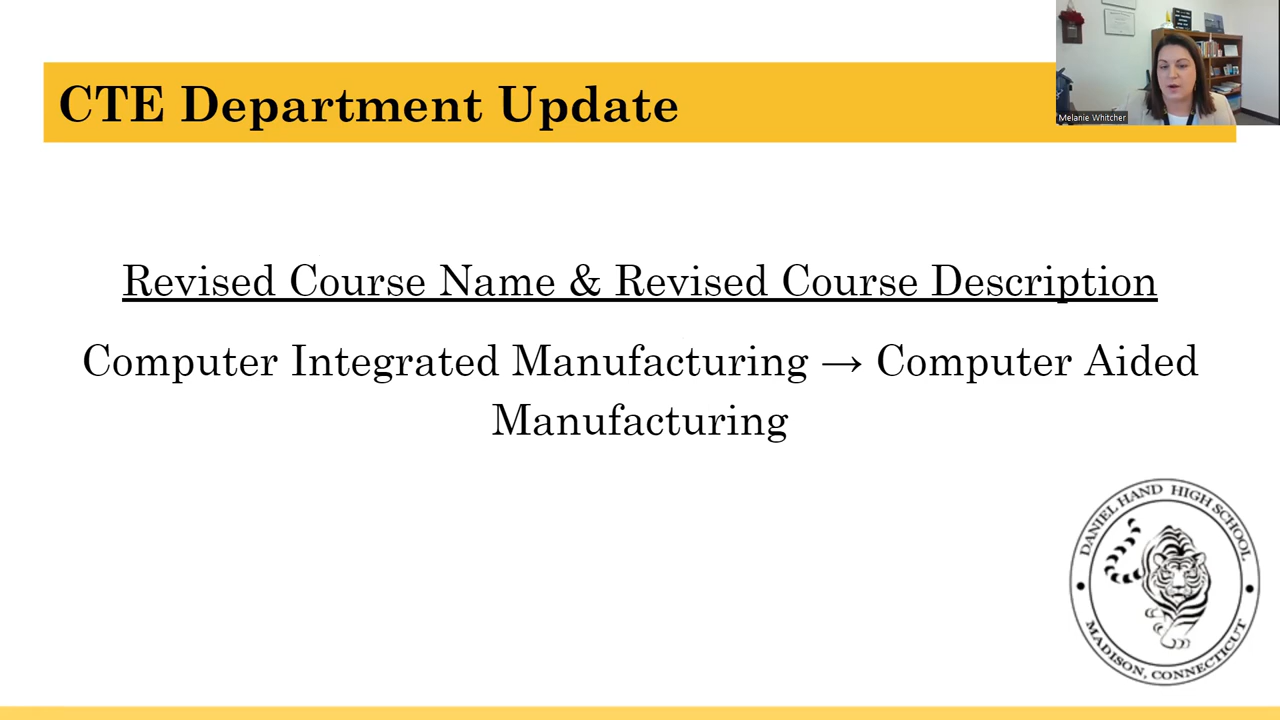 CTE Department Update
Melanie Whitcher
Revised Course Name & Revised Course Description
Computer Integrated Manufacturing → Computer Aided
Manufacturing
DANIEL HAND HIGH SCHOOL
MADISON, CONNECTICUT